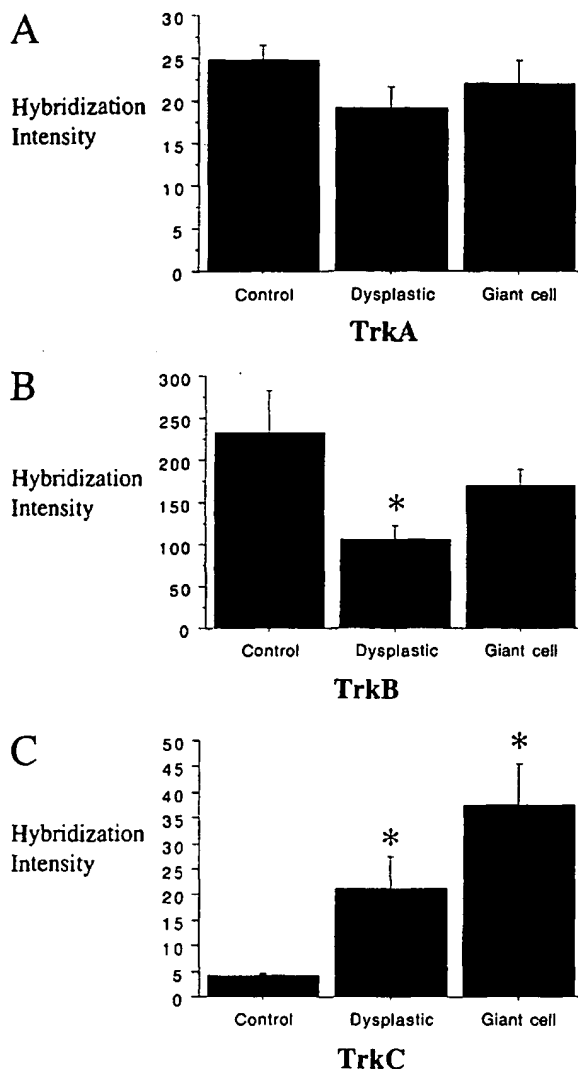 A
Hybridization
Intensity
30
25
20
15
10
5
0
Control Dysplastic Giant cell
TrkA
B
Hybridization
Intensity
300
250
200
150
100
50
0
*
Control Dysplastic Giant cell
TrkB
C
Hybridization
Intensity
50
45
40
35
30
25
20
15
10
5
0
*
*
Control Dysplastic Giant cell
TrkC